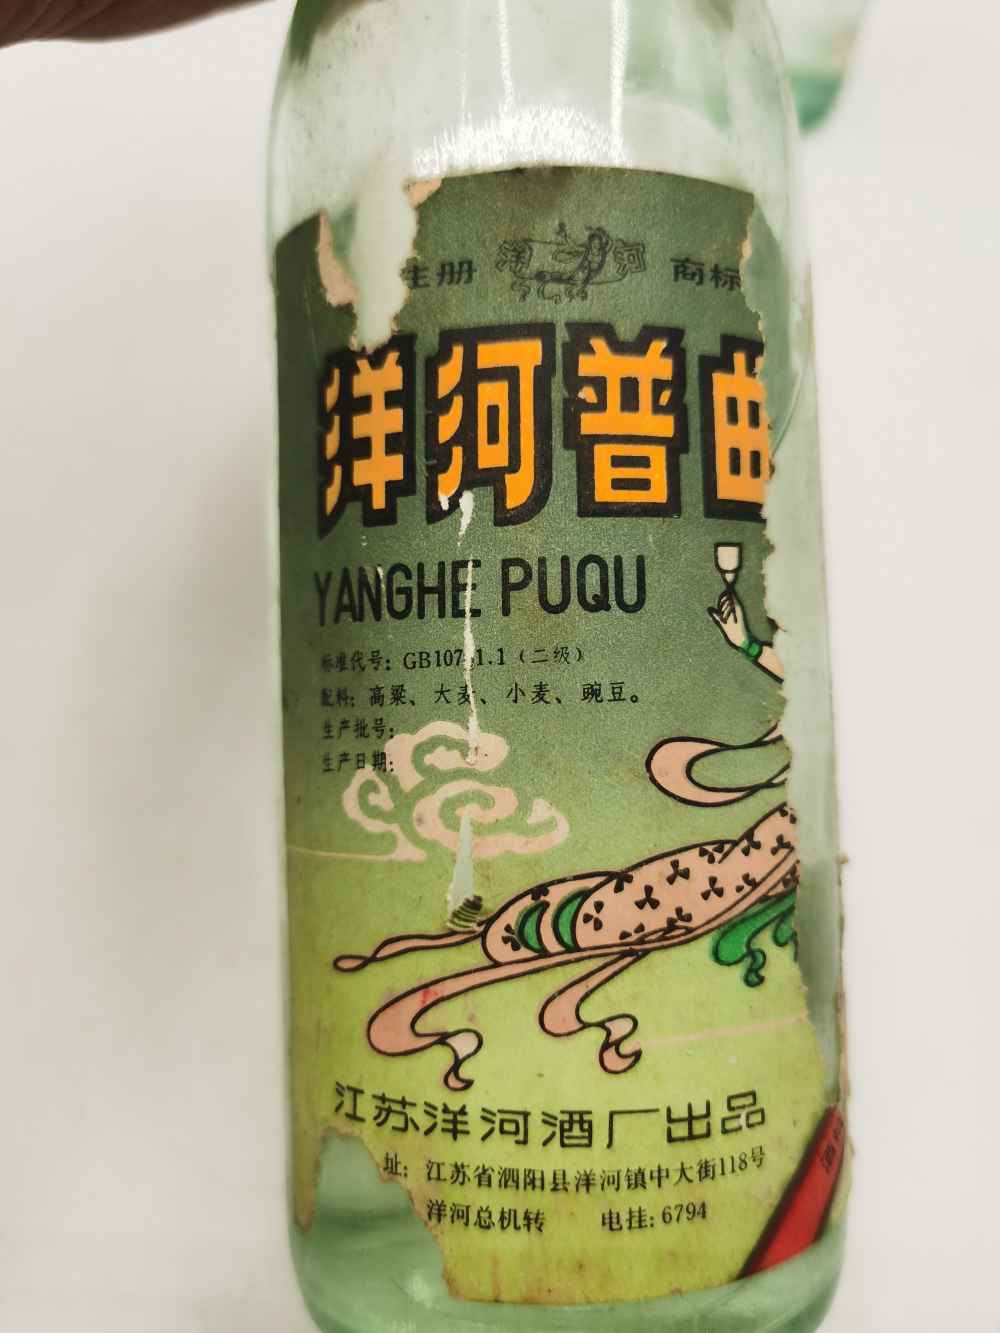 注册 洋河 商标
洋河普曲
YANGHE PUQU
标准代号：GB10781.1（二级）
配料：高粱、大麦、小麦、豌豆。
生产批号：
生产日期：
江苏洋河酒厂出品
址：江苏省泗阳县洋河镇中大街118号
洋河总机转 电挂：6794
酒